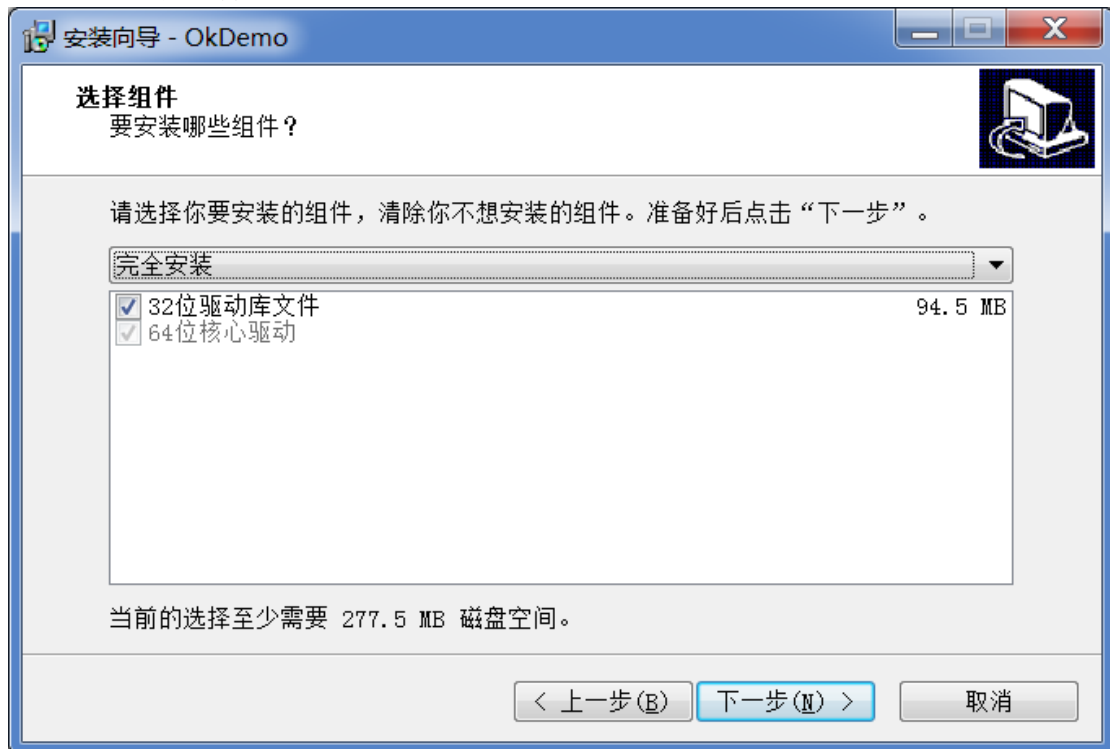 安装向导 - OkDemo
选择组件
要安装哪些组件？
请选择你要安装的组件，清除你不想安装的组件。准备好后点击“下一步”。
完全安装
32位驱动库文件 94.5 MB
64位核心驱动
当前的选择至少需要 277.5 MB 磁盘空间。
< 上一步(B) 下一步(N) > 取消